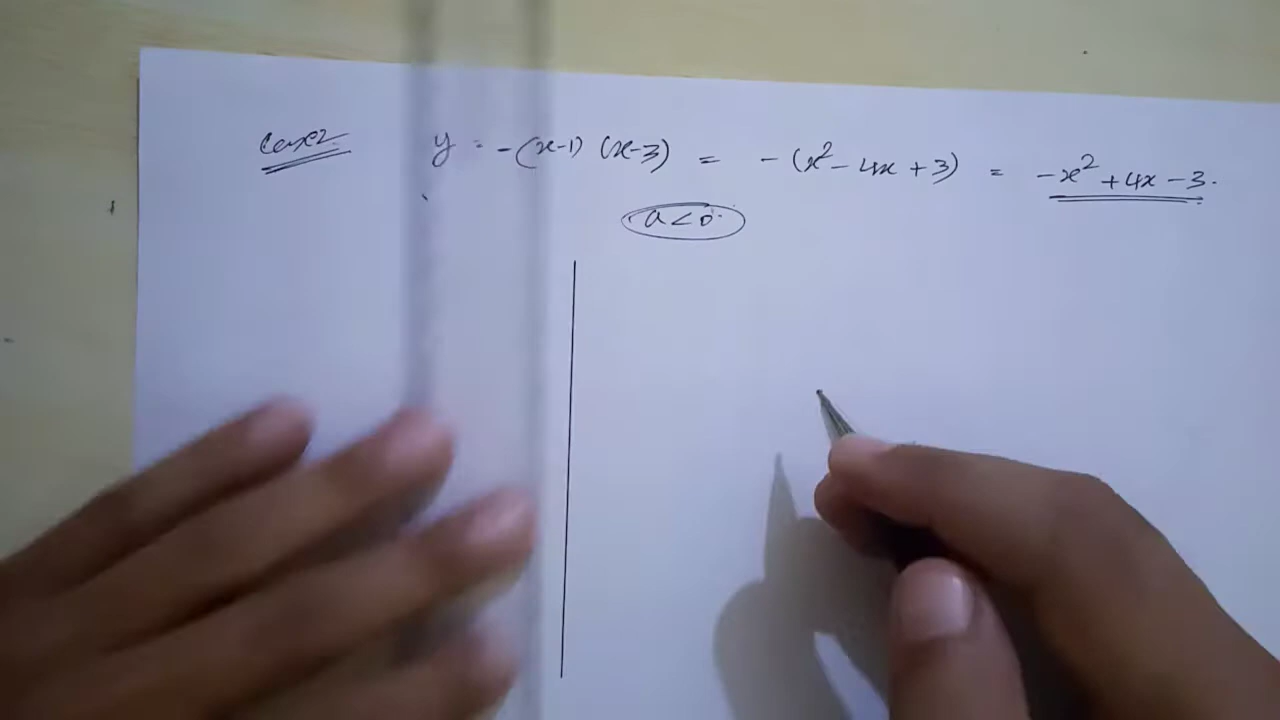 Case2 y = -(x-1) (x-3) = -(x² - 4x + 3) = -x² + 4x - 3.
a < 0.